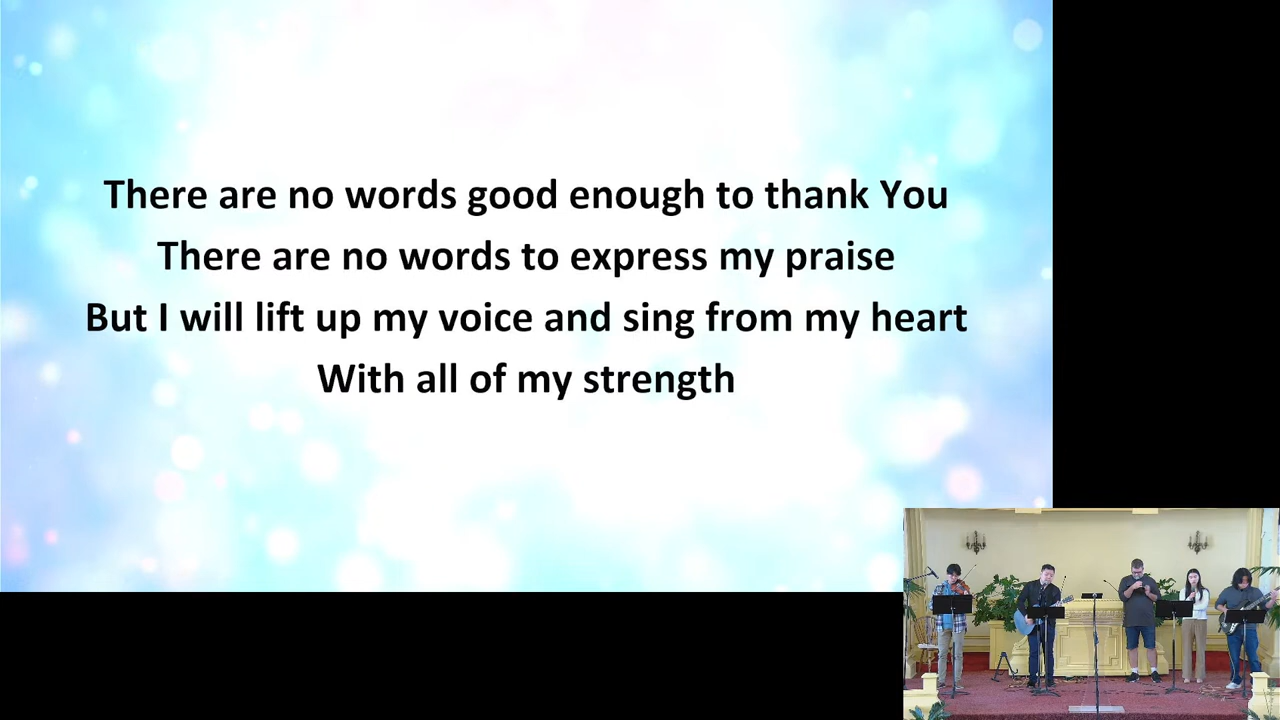 There are no words good enough to thank You
There are no words to express my praise
But I will lift up my voice and sing from my heart
With all of my strength